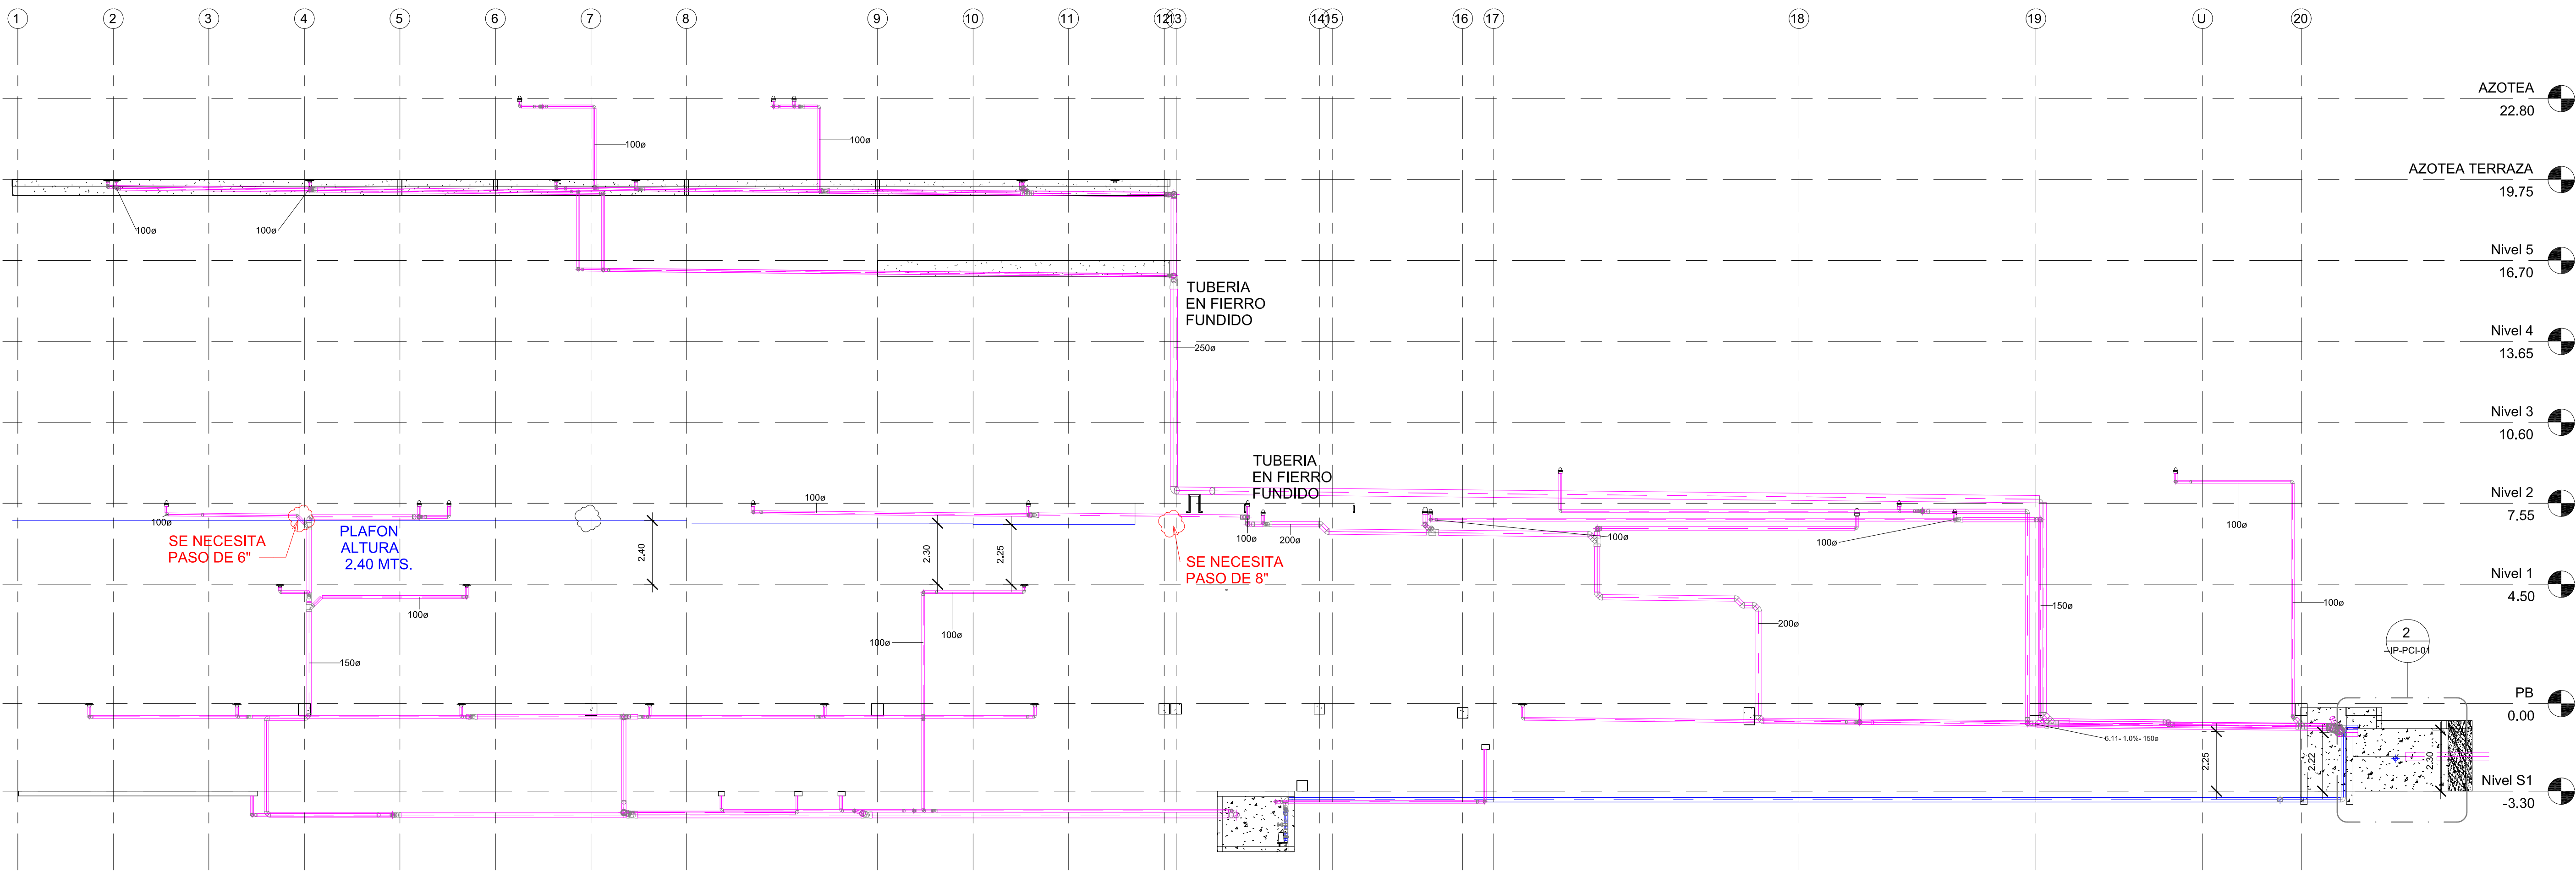 1
2
3
4
5
6
7
8
9
10
11
12
13
14
15
16
17
18
19
U
20
AZOTEA
22.80
100ø
100ø
AZOTEA TERRAZA
19.75
100ø
100ø
Nivel 5
16.70
TUBERIA
EN FIERRO
FUNDIDO
Nivel 4
13.65
250ø
Nivel 3
10.60
TUBERIA
EN FIERRO
FUNDIDO
Nivel 2
7.55
100ø
100ø
SE NECESITA
PASO DE 6"
PLAFON
ALTURA
2.40 MTS.
2.40
2.30
2.25
100ø
200ø
SE NECESITA
PASO DE 8"
-
100ø
100ø
100ø
Nivel 1
4.50
100ø
150ø
100ø
100ø
200ø
150ø
100ø
2
--IP-PCI-01
PB
0.00
6.11- 1.0%- 150ø
2.25
2.22
2.30
Nivel S1
-3.30